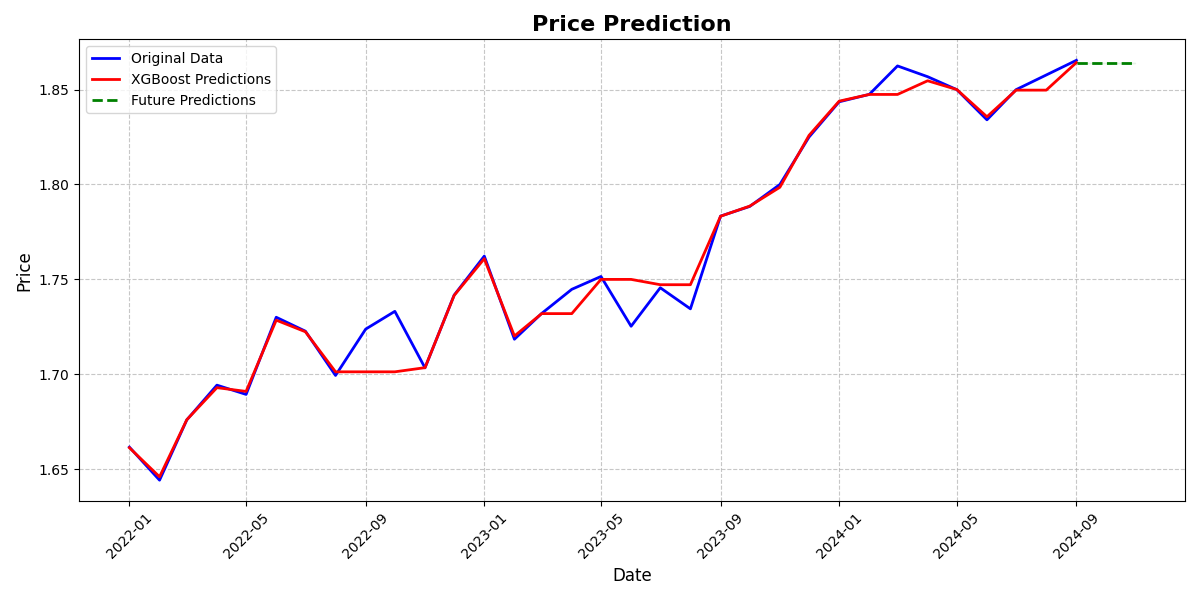 Price Prediction
Original Data
XGBoost Predictions
Future Predictions
Price
1.85
1.80
1.75
1.70
1.65
2022-01
2022-05
2022-09
2023-01
2023-05
2023-09
2024-01
2024-05
2024-09
Date